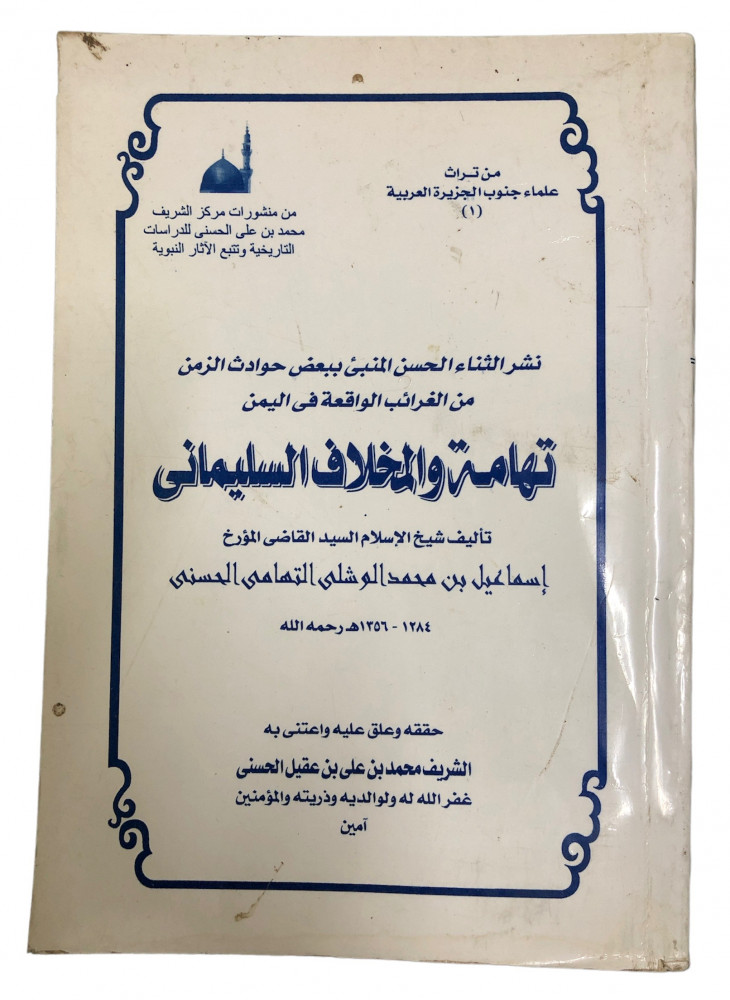 من تراث
علماء جنوب الجزيرة العربية
(١)
من منشورات مركز الشريف
محمد بن على الحسنى للدراسات
التاريخية وتتبع الآثار النبوية
نشر الثناء الحسن المنبئ ببعض حوادث الزمن
من الغرائب الواقعة فى اليمن
تهامة والمخلاف السليمانى
تأليف شيخ الإسلام السيد القاضى المؤرخ
إسماعيل بن محمد الوشلى التهامى الحسنى
١٢٨٤ - ١٣٥٦هـ رحمه الله
حققه وعلق عليه واعتنى به
الشريف محمد بن على بن عقيل الحسنى
غفر الله له ولوالديه وذريته والمؤمنين
آمين